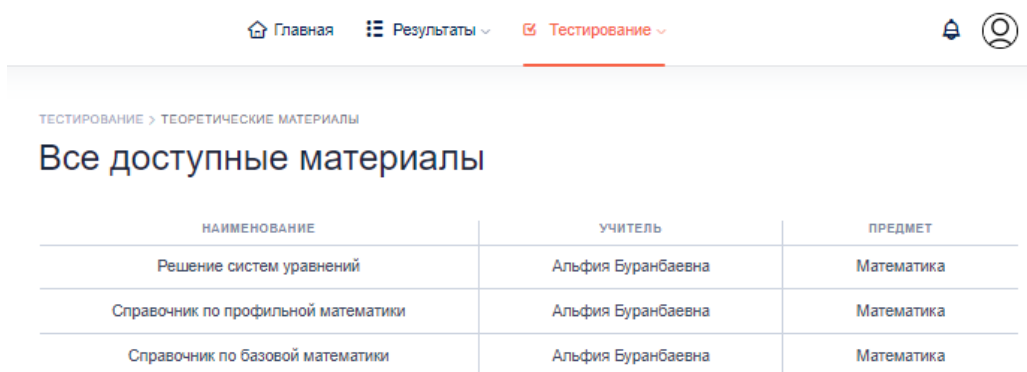 Главная Результаты Тестирование
ТЕСТИРОВАНИЕ > ТЕОРЕТИЧЕСКИЕ МАТЕРИАЛЫ
Все доступные материалы
НАИМЕНОВАНИЕ УЧИТЕЛЬ ПРЕДМЕТ
Решение систем уравнений Альфия Буранбаевна Математика
Справочник по профильной математики Альфия Буранбаевна Математика
Справочник по базовой математики Альфия Буранбаевна Математика